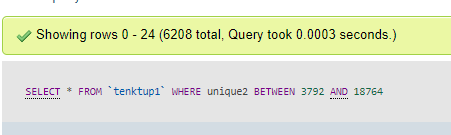 Showing rows 0 - 24 (6208 total, Query took 0.0003 seconds.)
SELECT * FROM `tenktup1` WHERE unique2 BETWEEN 3792 AND 18764